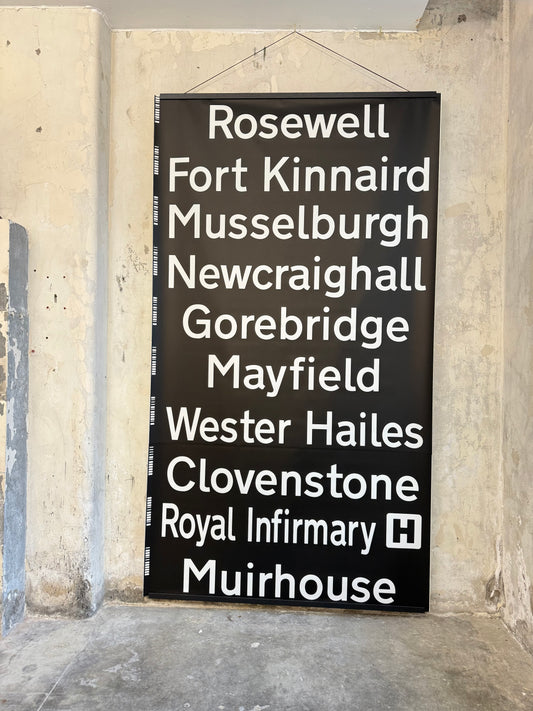 Rosewell
Fort Kinnaird
Musselburgh
Newcraighall
Gorebridge
Mayfield
Wester Hailes
Clovenstone
Royal Infirmary H
Muirhouse